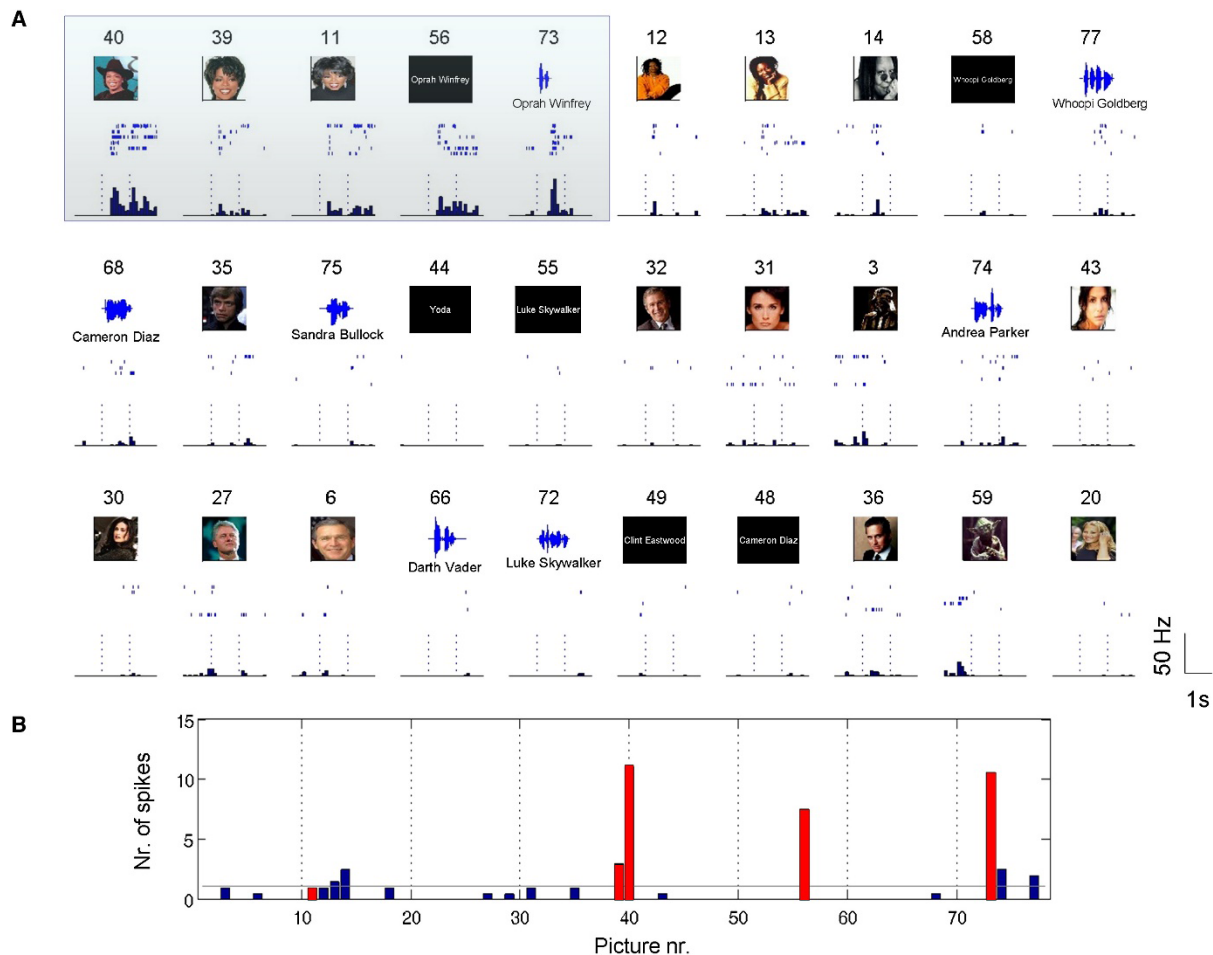 A
40 39 11 56 73 12 13 14 58 77
Oprah Winfrey
Oprah Winfrey
Whoopi Goldberg
Whoopi Goldberg
68 35 75 44 55 32 31 3 74 43
Cameron Diaz
Sandra Bullock
Yoda
Luke Skywalker
Andrea Parker
30 27 6 66 72 49 48 36 59 20
Darth Vader
Luke Skywalker
Clint Eastwood
Cameron Diaz
50 Hz
1s
B
15
10
5
0
Nr. of spikes
10 20 30 40 50 60 70
Picture nr.